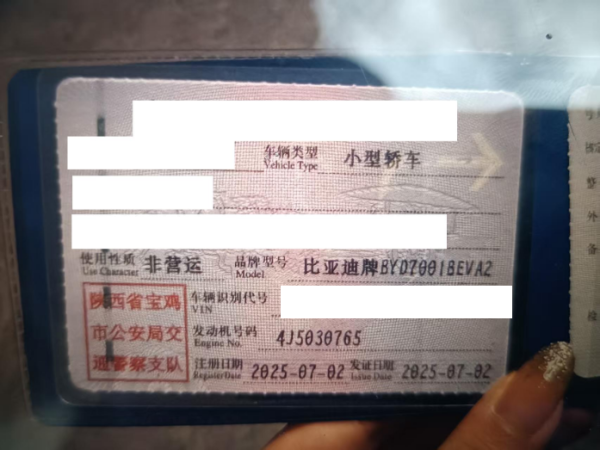 车辆类型 小型轿车
Vehicle Type
使用性质 非营运 品牌型号 比亚迪牌BYD7001BEVA2
Use Character Model
陕西省宝鸡
市公安局交
通警察支队
车辆识别代号
VIN
发动机号码 4J5030765
Engine No.
注册日期 2025-07-02 发证日期 2025-07-02
Register Date Issue Date